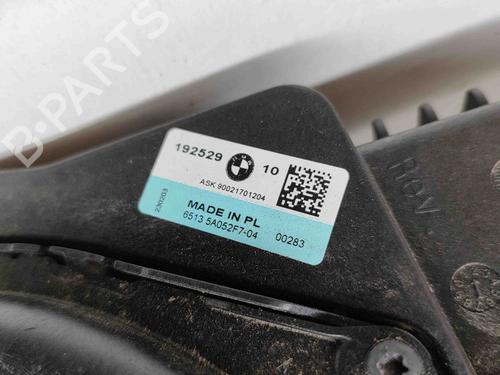 B-PARTS
192529 10
ASK 90021701204
230203
MADE IN PL
6513 5A052F7-04 00283
Rev.